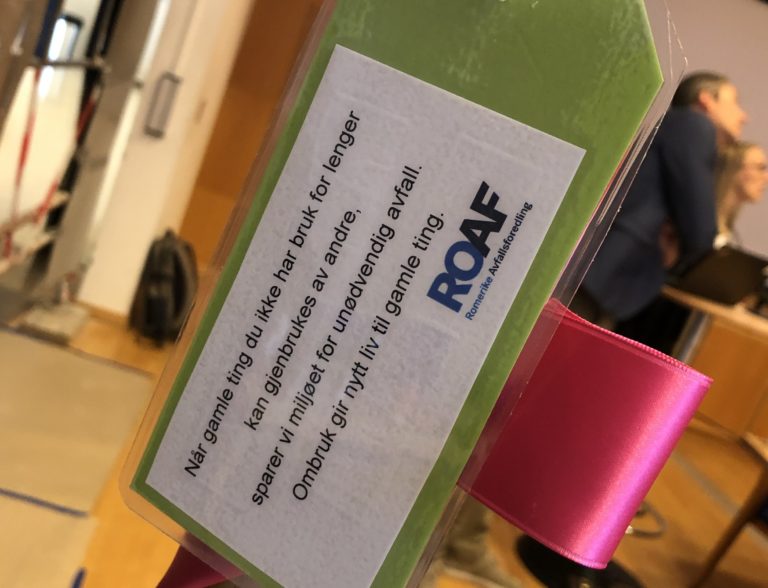 Når gamle ting du ikke har bruk for lenger
kan gjenbrukes av andre,
sparer vi miljøet for unødvendig avfall.
Ombruk gir nytt liv til gamle ting.
ROAF
Romerike Avfallsforedling